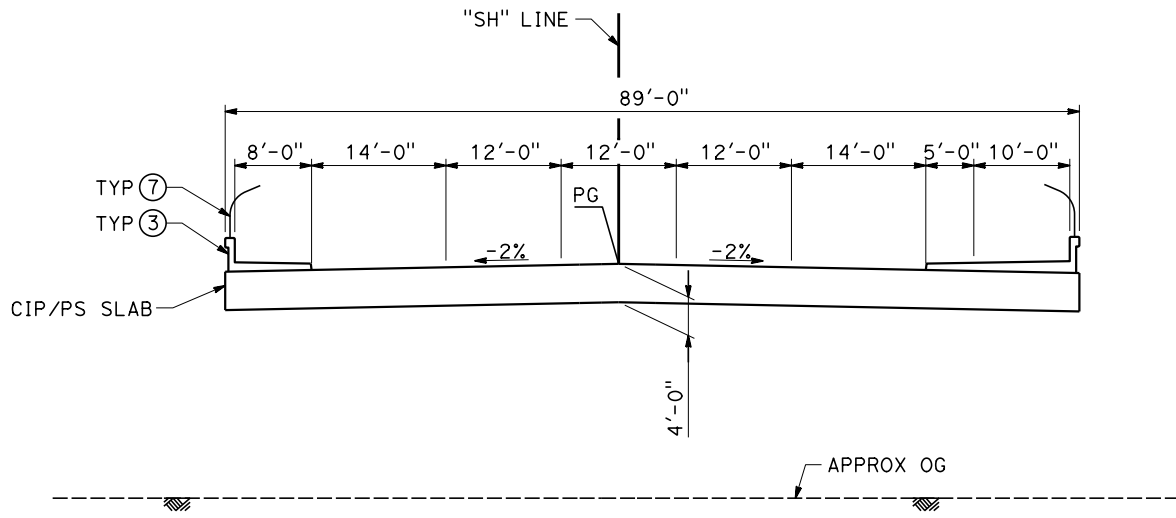 "SH" LINE
89'-0"
8'-0" 14'-0" 12'-0" 12'-0" 12'-0" 14'-0" 5'-0" 10'-0"
TYP 7
PG
TYP 3
-2% -2%
CIP/PS SLAB
4'-0"
APPROX OG